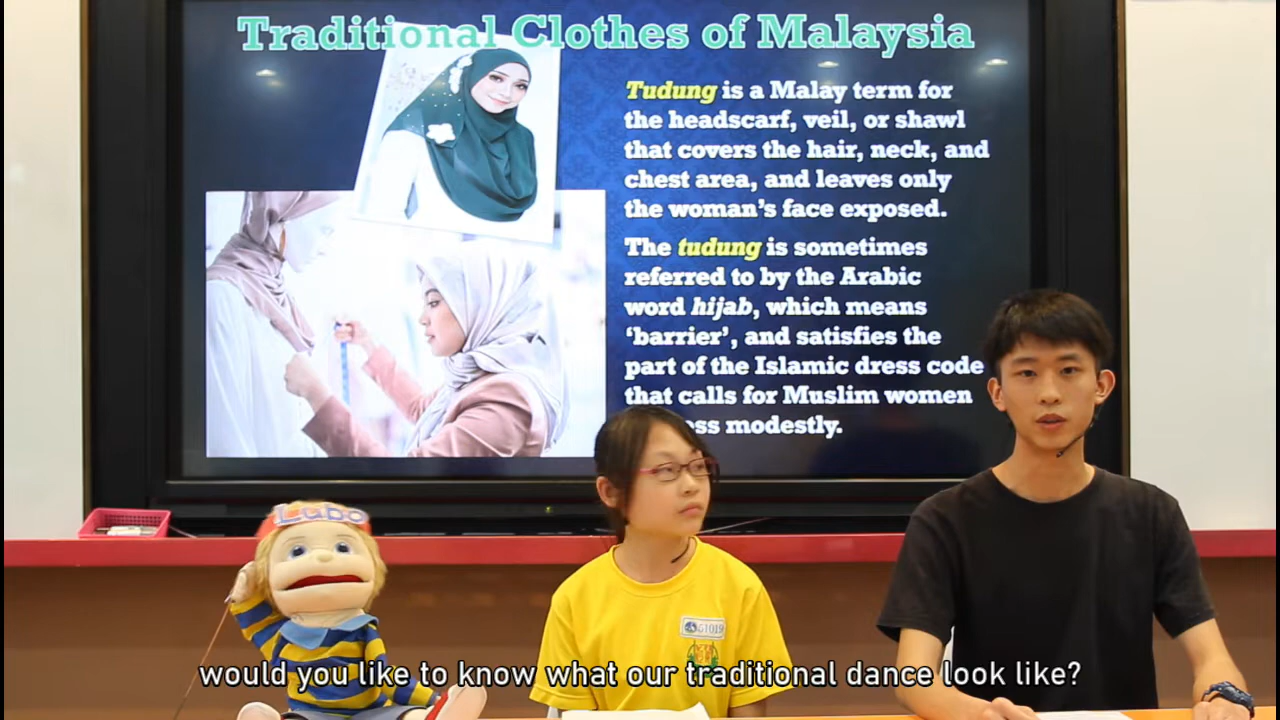 Traditional Clothes of Malaysia
Tudung is a Malay term for
the headscarf, veil, or shawl
that covers the hair, neck, and
chest area, and leaves only
the woman's face exposed.
The tudung is sometimes
referred to by the Arabic
word hijab, which means
'barrier', and satisfies the
part of the Islamic dress code
that calls for Muslim women
modestly.
Labo
G1019
would you like to know what our traditional dance look like?